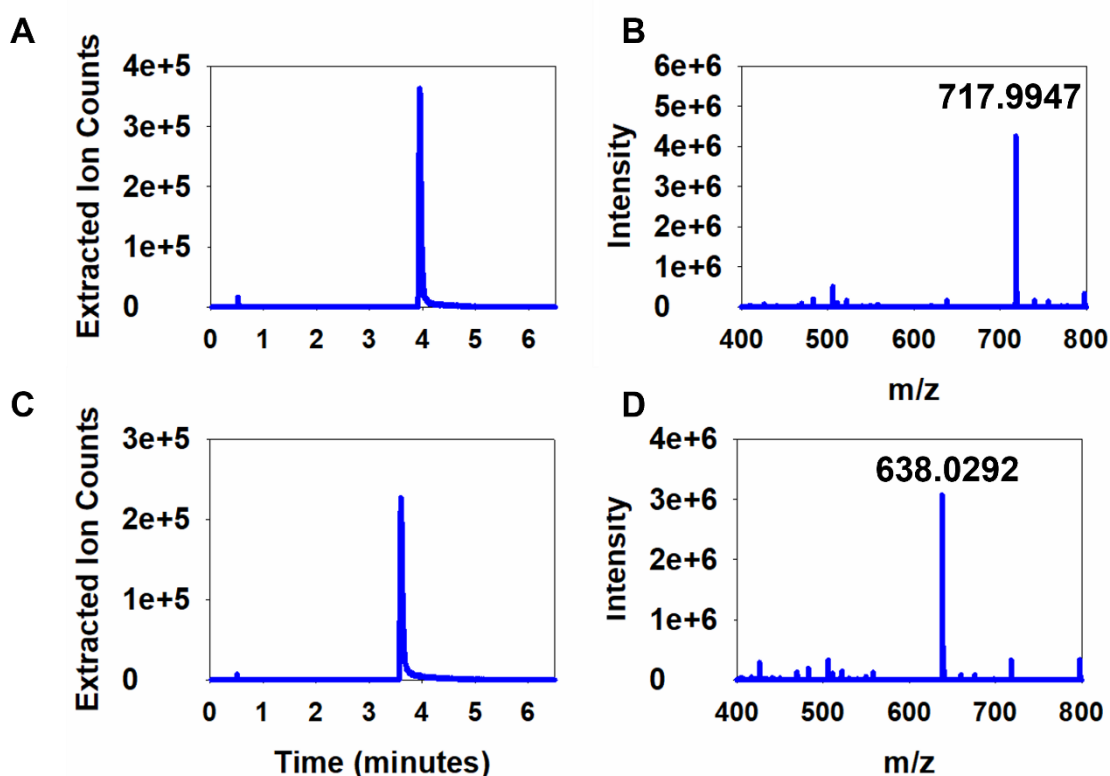 A
Extracted Ion Counts
4e+5
3e+5
2e+5
1e+5
0
0 1 2 3 4 5 6
B
Intensity
6e+6
5e+6
4e+6
3e+6
2e+6
1e+6
0
717.9947
400 500 600 700 800
m/z
C
Extracted Ion Counts
3e+5
2e+5
1e+5
0
0 1 2 3 4 5 6
Time (minutes)
D
Intensity
4e+6
3e+6
2e+6
1e+6
0
638.0292
400 500 600 700 800
m/z